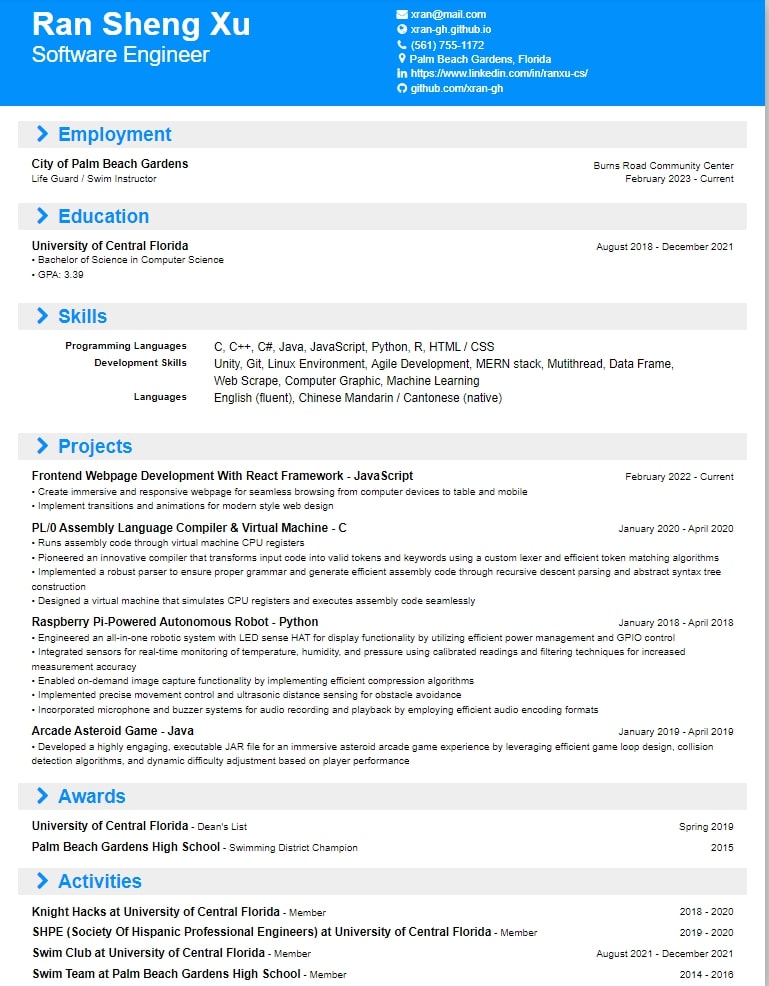 Ran Sheng Xu
Software Engineer
xran@mail.com
xran-gh.github.io
(561) 755-1172
Palm Beach Gardens, Florida
https://www.linkedin.com/in/ranxu-cs/
github.com/xran-gh
Employment
City of Palm Beach Gardens
Burns Road Community Center
Life Guard / Swim Instructor
February 2023 - Current
Education
University of Central Florida
August 2018 - December 2021
• Bachelor of Science in Computer Science
• GPA: 3.39
Skills
Programming Languages C, C++, C#, Java, JavaScript, Python, R, HTML / CSS
Development Skills Unity, Git, Linux Environment, Agile Development, MERN stack, Mutithread, Data Frame,
Web Scrape, Computer Graphic, Machine Learning
Languages English (fluent), Chinese Mandarin / Cantonese (native)
Projects
Frontend Webpage Development With React Framework - JavaScript February 2022 - Current
• Create immersive and responsive webpage for seamless browsing from computer devices to table and mobile
• Implement transitions and animations for modern style web design
PL/0 Assembly Language Compiler & Virtual Machine - C January 2020 - April 2020
• Runs assembly code through virtual machine CPU registers
• Pioneered an innovative compiler that transforms input code into valid tokens and keywords using a custom lexer and efficient token matching algorithms
• Implemented a robust parser to ensure proper grammar and generate efficient assembly code through recursive descent parsing and abstract syntax tree
construction
• Designed a virtual machine that simulates CPU registers and executes assembly code seamlessly
Raspberry Pi-Powered Autonomous Robot - Python January 2018 - April 2018
• Engineered an all-in-one robotic system with LED sense HAT for display functionality by utilizing efficient power management and GPIO control
• Integrated sensors for real-time monitoring of temperature, humidity, and pressure using calibrated readings and filtering techniques for increased
measurement accuracy
• Enabled on-demand image capture functionality by implementing efficient compression algorithms
• Implemented precise movement control and ultrasonic distance sensing for obstacle avoidance
• Incorporated microphone and buzzer systems for audio recording and playback by employing efficient audio encoding formats
Arcade Asteroid Game - Java January 2019 - April 2019
• Developed a highly engaging, executable JAR file for an immersive asteroid arcade game experience by leveraging efficient game loop design, collision
detection algorithms, and dynamic difficulty adjustment based on player performance
Awards
University of Central Florida - Dean's List Spring 2019
Palm Beach Gardens High School - Swimming District Champion 2015
Activities
Knight Hacks at University of Central Florida - Member 2018 - 2020
SHPE (Society Of Hispanic Professional Engineers) at University of Central Florida - Member 2019 - 2020
Swim Club at University of Central Florida - Member August 2021 - December 2021
Swim Team at Palm Beach Gardens High School - Member 2014 - 2016